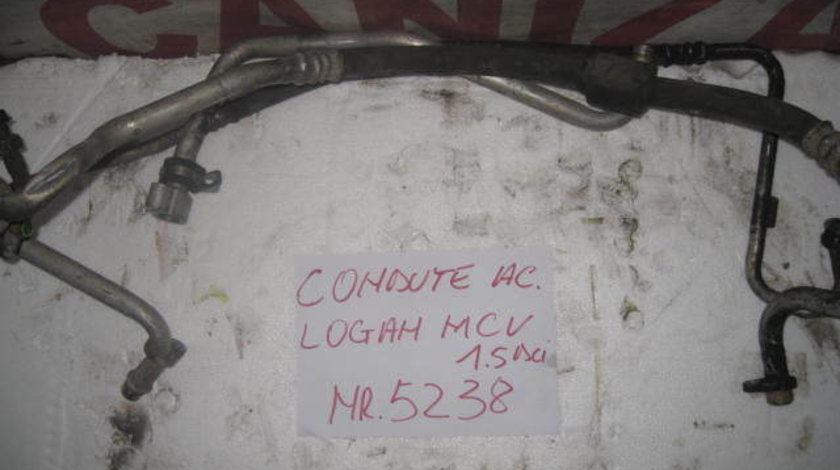 CONDUTE AC.
LOGAN MCV
1.5 Dci
NR. 5238